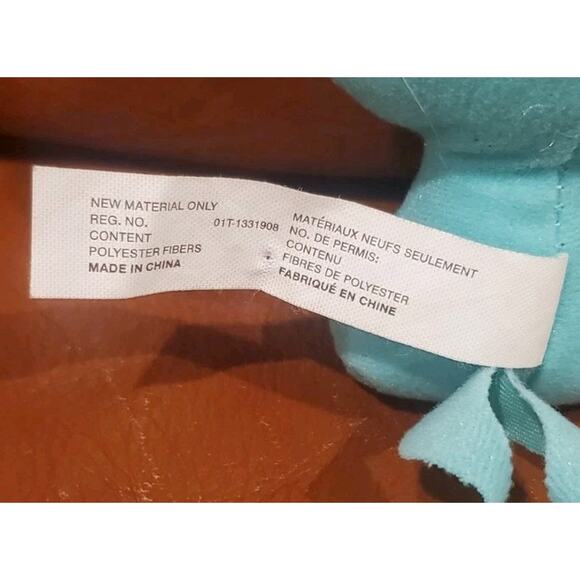 NEW MATERIAL ONLY
REG. NO. 01T-1331908
CONTENT
POLYESTER FIBERS
MADE IN CHINA
MATÉRIAUX NEUFS SEULEMENT
NO. DE PERMIS:
CONTENU
FIBRES DE POLYESTER
FABRIQUÉ EN CHINE